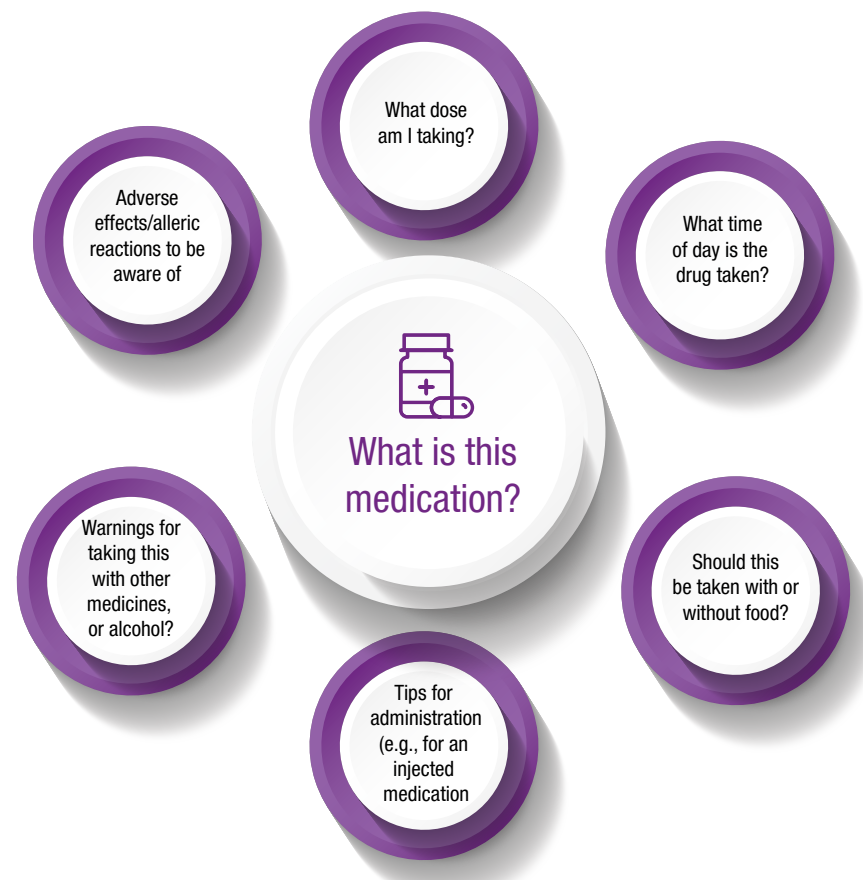 What dose
am I taking?
Adverse
effects/alleric
reactions to be
aware of
What time
of day is the
drug taken?
What is this
medication?
Warnings for
taking this
with other
medicines,
or alcohol?
Should this
be taken with or
without food?
Tips for
administration
(e.g., for an
injected
medication